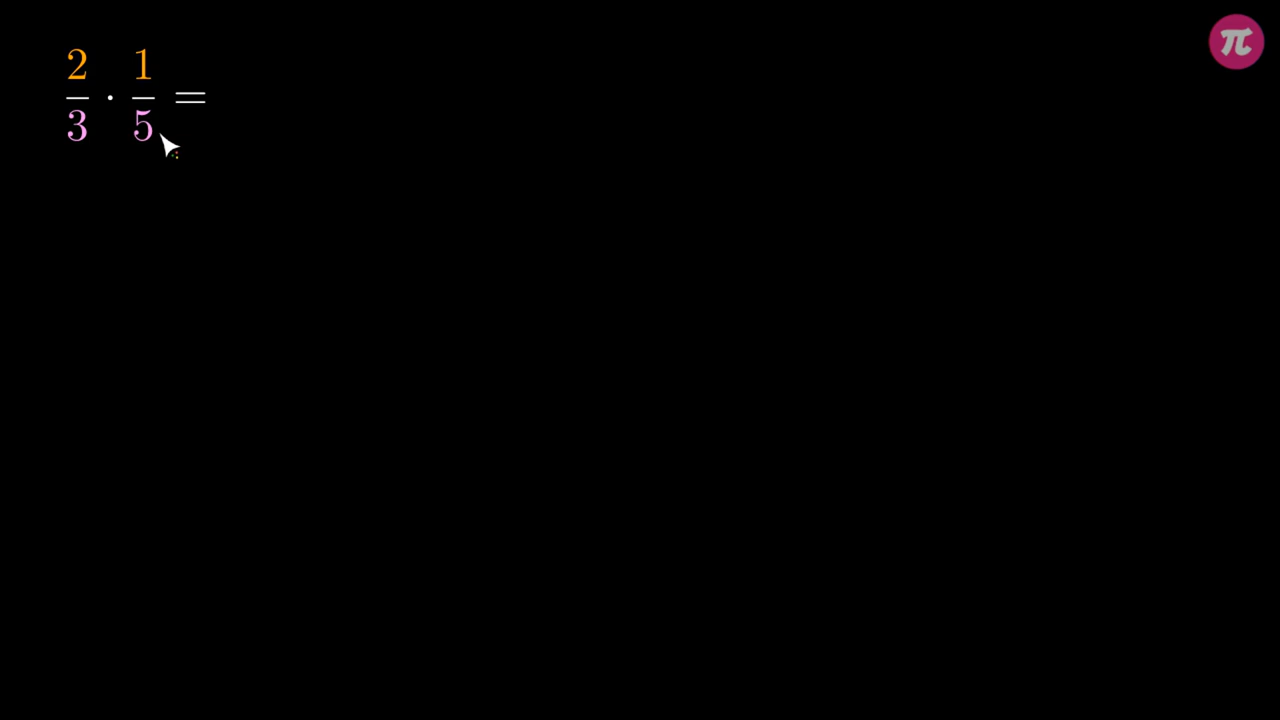 2/3 · 1/5 =
π